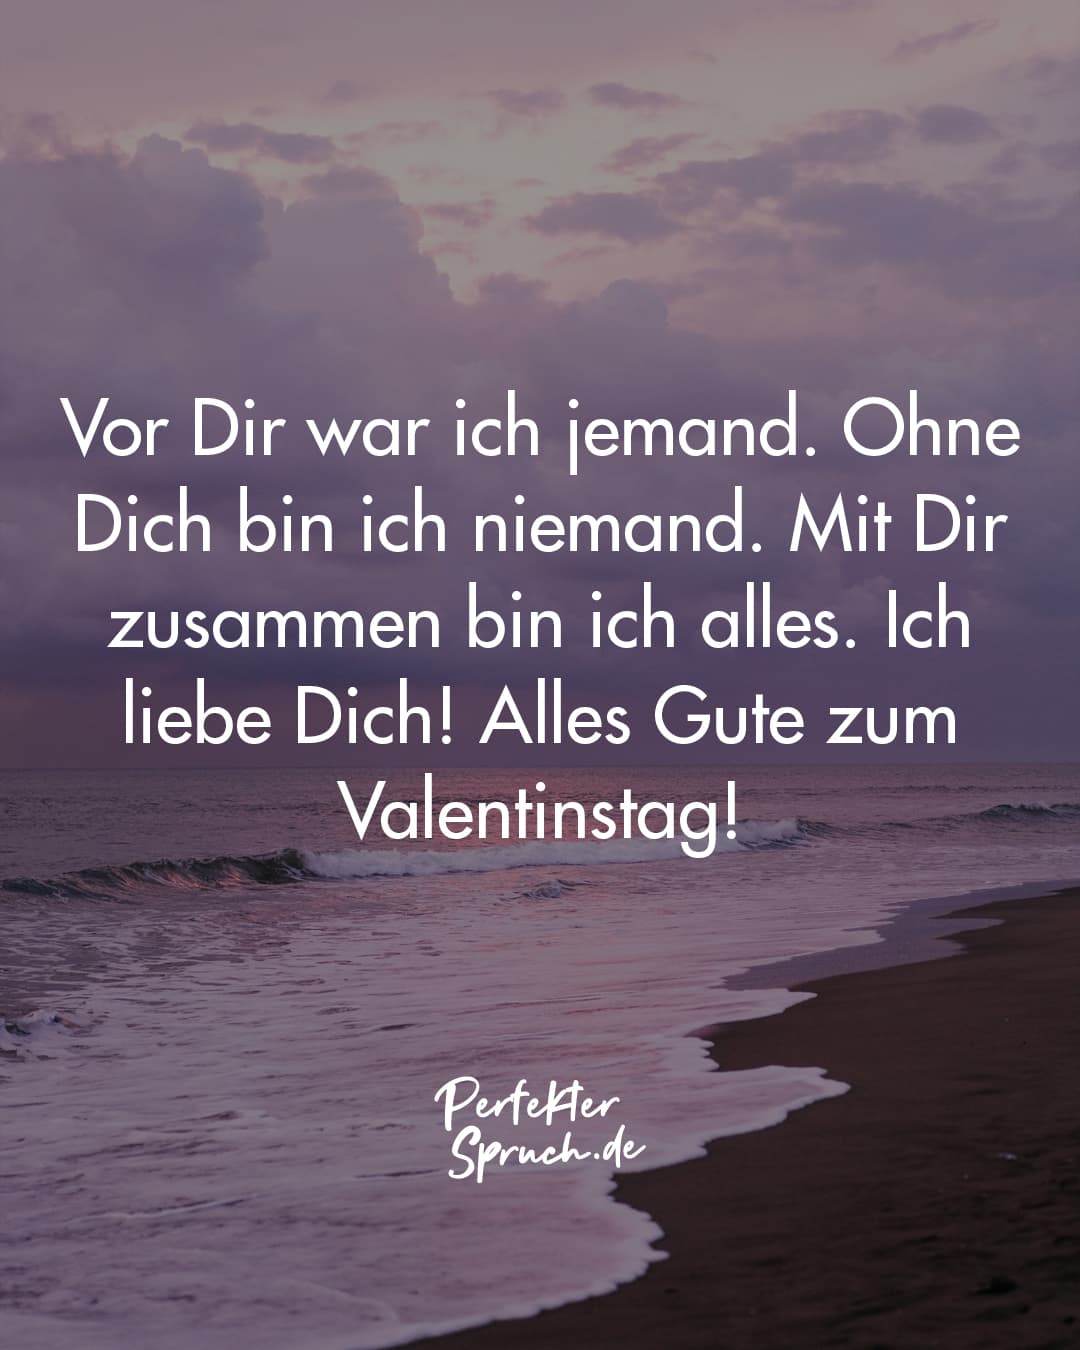 Vor Dir war ich jemand. Ohne
Dich bin ich niemand. Mit Dir
zusammen bin ich alles. Ich
liebe Dich! Alles Gute zum
Valentinstag!
Perfekter
Spruch.de